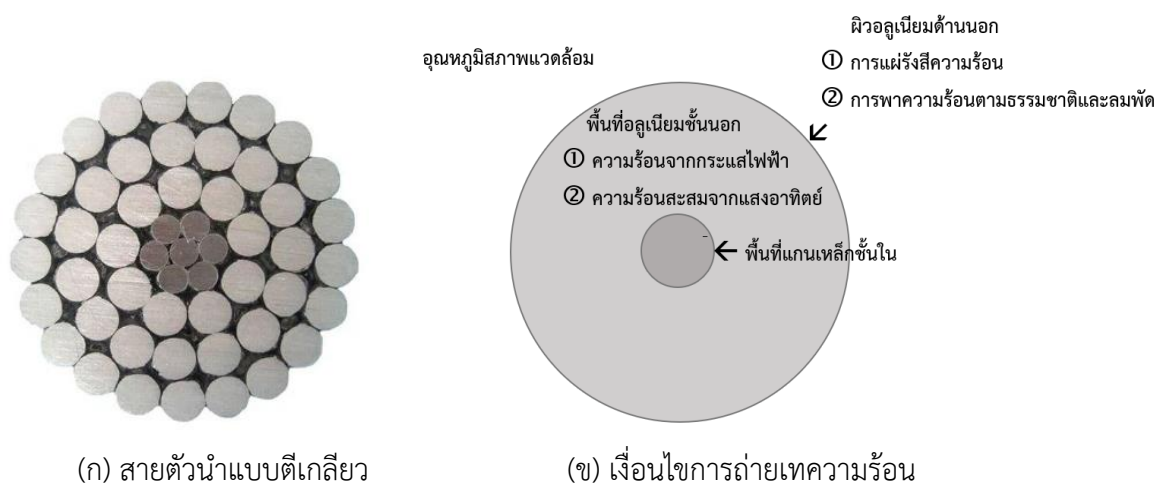 ผิวอลูเนียมด้านนอก
① การแผ่รังสีความร้อน
② การพาความร้อนตามธรรมชาติและลมพัด
อุณหภูมิสภาพแวดล้อม
พื้นที่อลูเนียมชั้นนอก
① ความร้อนจากกระแสไฟฟ้า
② ความร้อนสะสมจากแสงอาทิตย์
พื้นที่แกนเหล็กชั้นใน
(ก) สายตัวนำแบบตีเกลียว
(ข) เงื่อนไขการถ่ายเทความร้อน